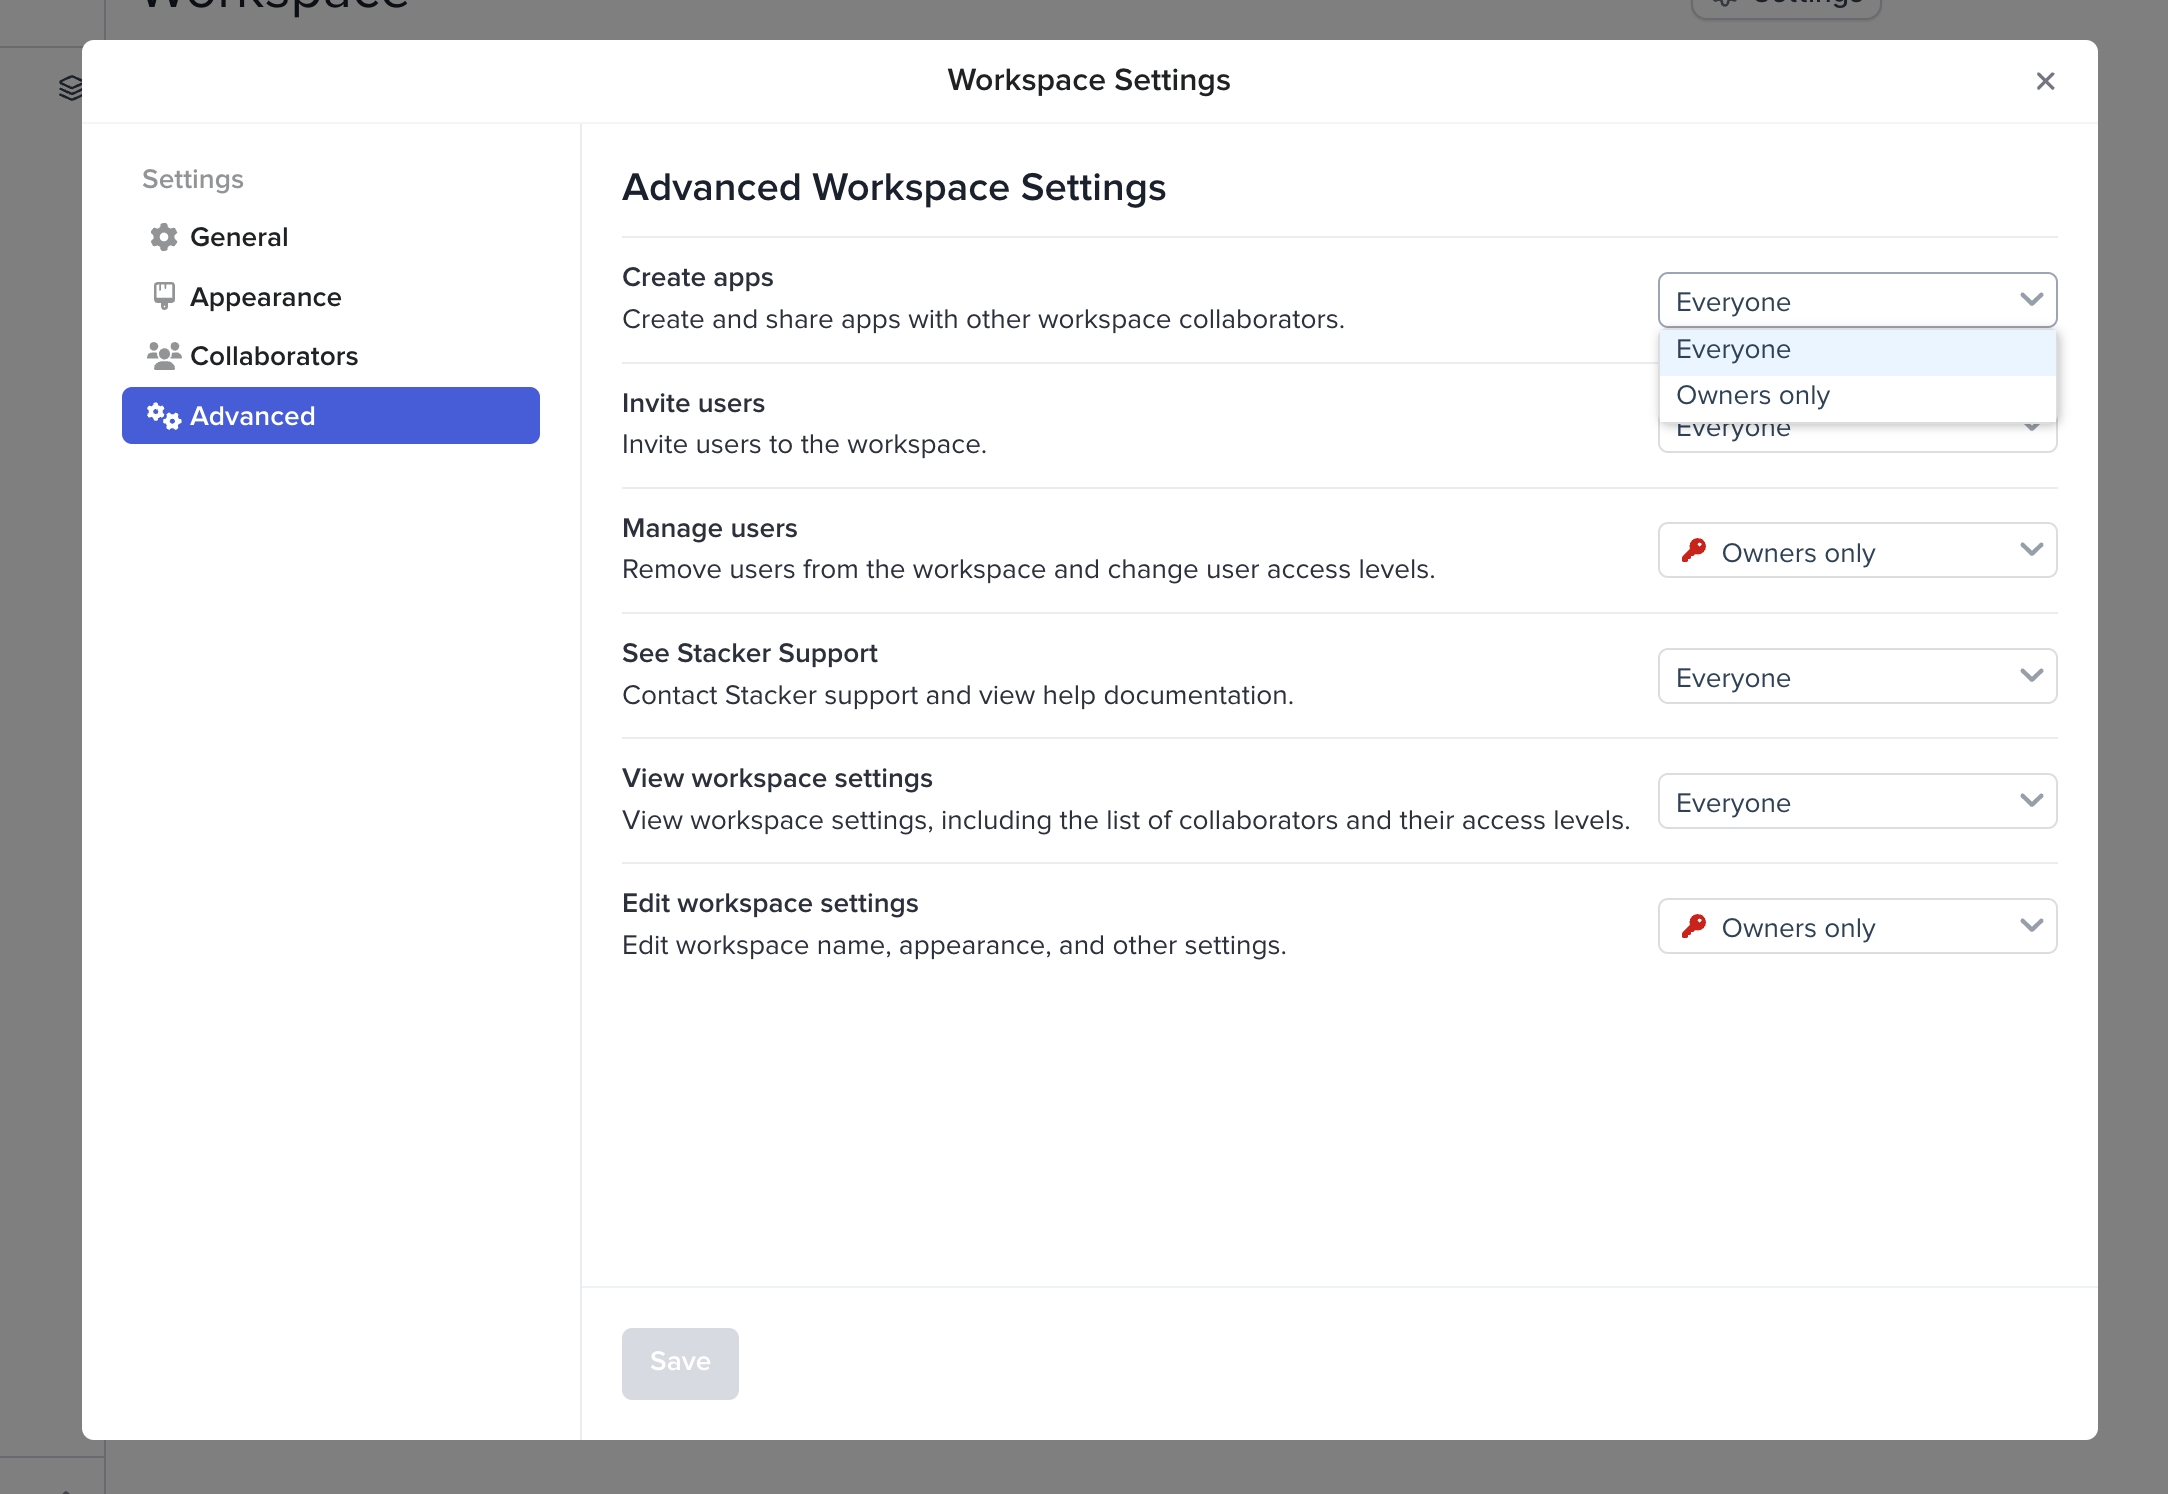 Workspace
Settings
Workspace Settings
Settings
General
Appearance
Collaborators
Advanced
Advanced Workspace Settings
Create apps
Create and share apps with other workspace collaborators.
Everyone
Everyone
Owners only
Invite users
Invite users to the workspace.
Everyone
Manage users
Remove users from the workspace and change user access levels.
Owners only
See Stacker Support
Contact Stacker support and view help documentation.
Everyone
View workspace settings
View workspace settings, including the list of collaborators and their access levels.
Everyone
Edit workspace settings
Edit workspace name, appearance, and other settings.
Owners only
Save